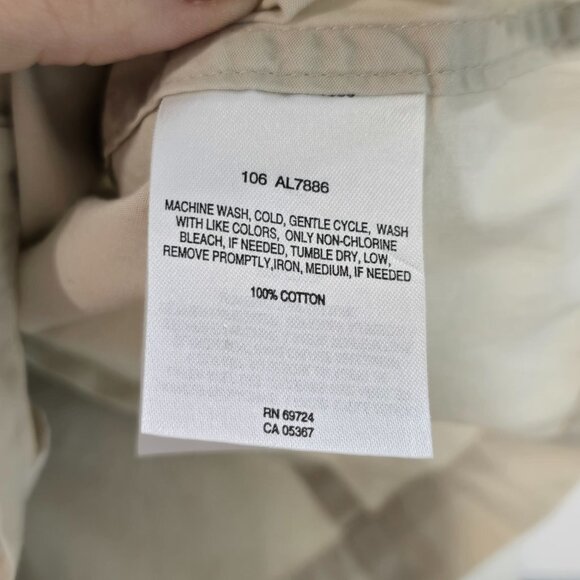 106 AL7886
MACHINE WASH, COLD, GENTLE CYCLE, WASH
WITH LIKE COLORS, ONLY NON-CHLORINE
BLEACH, IF NEEDED, TUMBLE DRY, LOW,
REMOVE PROMPTLY,IRON, MEDIUM, IF NEEDED
100% COTTON
RN 69724
CA 05367